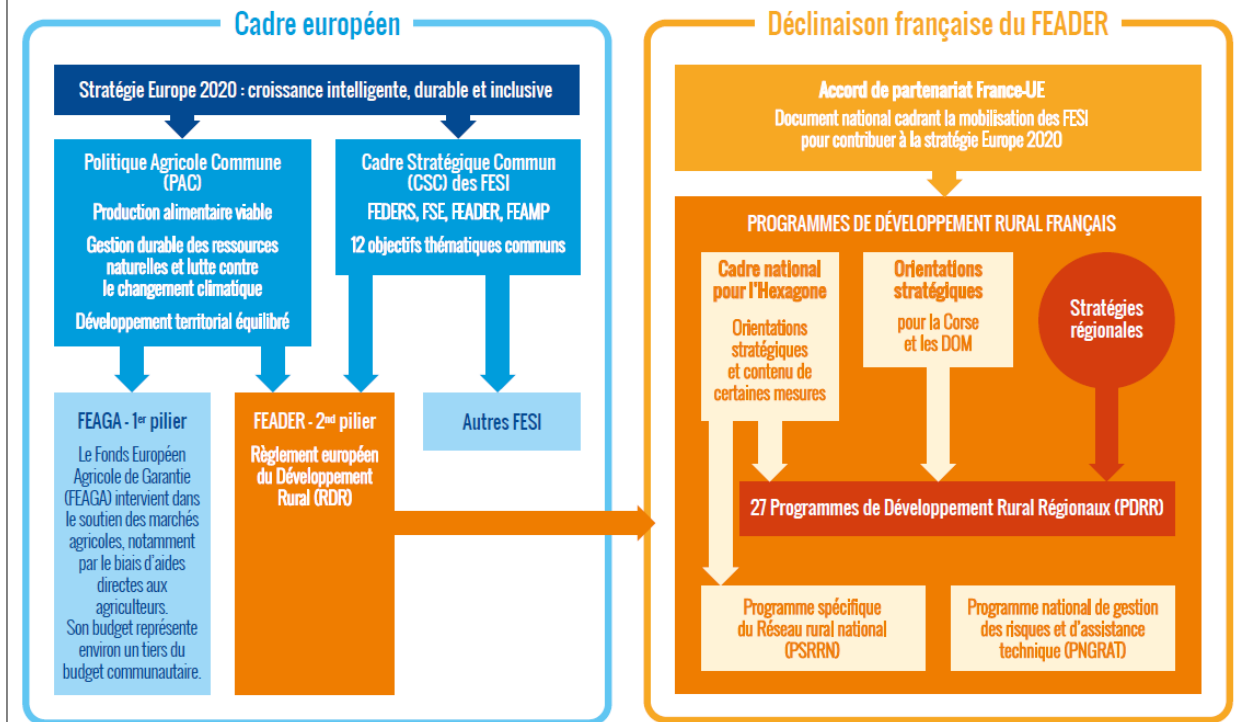 Cadre européen
Stratégie Europe 2020 : croissance intelligente, durable et inclusive
Politique Agricole Commune
(PAC)
Production alimentaire viable
Gestion durable des ressources
naturelles et lutte contre
le changement climatique
Développement territorial équilibré
Cadre Stratégique Commun
(CSC) des FESI
FEDERS, FSE, FEADER, FEAMP
12 objectifs thématiques communs
FEAGA - 1er pilier
Le Fonds Européen
Agricole de Garantie
(FEAGA) intervient dans
le soutien des marchés
agricoles, notamment
par le biais d'aides
directes aux
agriculteurs.
Son budget représente
environ un tiers du
budget communautaire.
FEADER - 2nd pilier
Règlement européen
du Développement
Rural (RDR)
Autres FESI
Déclinaison française du FEADER
Accord de partenariat France-UE
Document national cadrant la mobilisation des FESI
pour contribuer à la stratégie Europe 2020
PROGRAMMES DE DÉVELOPPEMENT RURAL FRANÇAIS
Cadre national
pour l'Hexagone
Orientations
stratégiques
et contenu de
certaines mesures
Orientations
stratégiques
pour la Corse
et les DOM
Stratégies
régionales
27 Programmes de Développement Rural Régionaux (PDRR)
Programme spécifique
du Réseau rural national
(PSRRN)
Programme national de gestion
des risques et d'assistance
technique (PNGRAT)